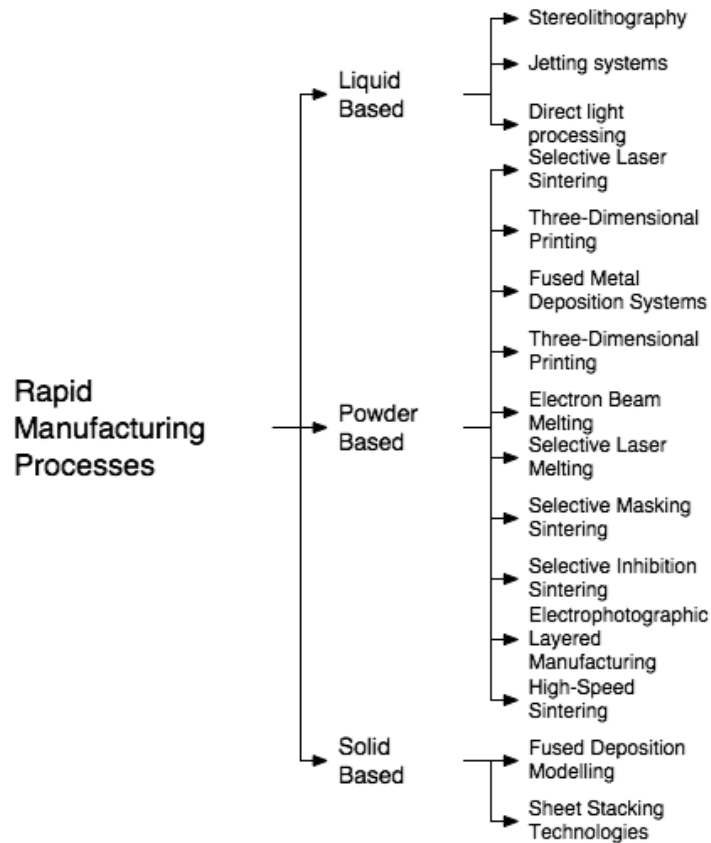 Rapid
Manufacturing
Processes
Liquid
Based
Stereolithography
Jetting systems
Direct light
processing
Powder
Based
Selective Laser
Sintering
Three-Dimensional
Printing
Fused Metal
Deposition Systems
Three-Dimensional
Printing
Electron Beam
Melting
Selective Laser
Melting
Selective Masking
Sintering
Selective Inhibition
Sintering
Electrophotographic
Layered
Manufacturing
High-Speed
Sintering
Solid
Based
Fused Deposition
Modelling
Sheet Stacking
Technologies